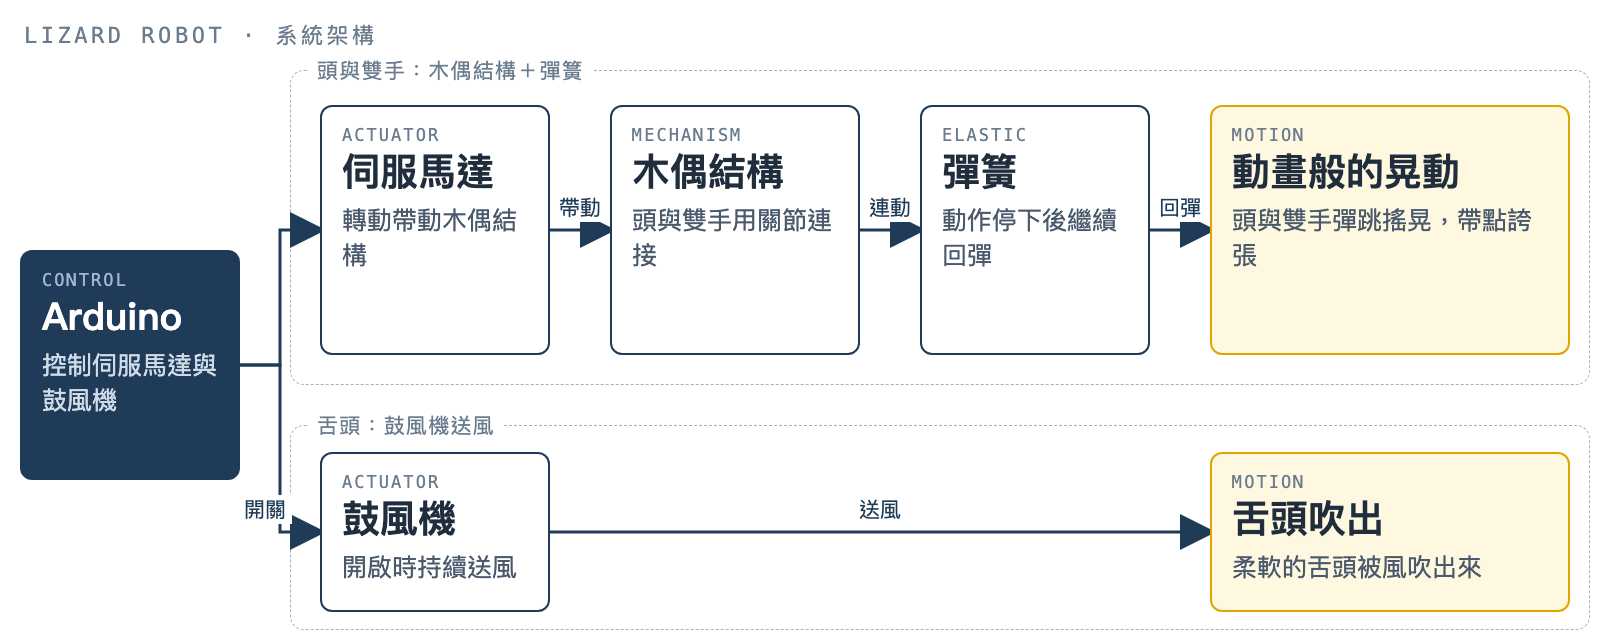 LIZARD ROBOT · 系統架構
頭與雙手：木偶結構＋彈簧
ACTUATOR
伺服馬達
轉動帶動木偶結
構
帶動
MECHANISM
木偶結構
頭與雙手用關節連
接
連動
ELASTIC
彈簧
動作停下後繼續
回彈
回彈
MOTION
動畫般的晃動
頭與雙手彈跳搖晃，帶點誇
張
CONTROL
Arduino
控制伺服馬達與
鼓風機
開關
舌頭：鼓風機送風
ACTUATOR
鼓風機
開啟時持續送風
送風
MOTION
舌頭吹出
柔軟的舌頭被風吹出來